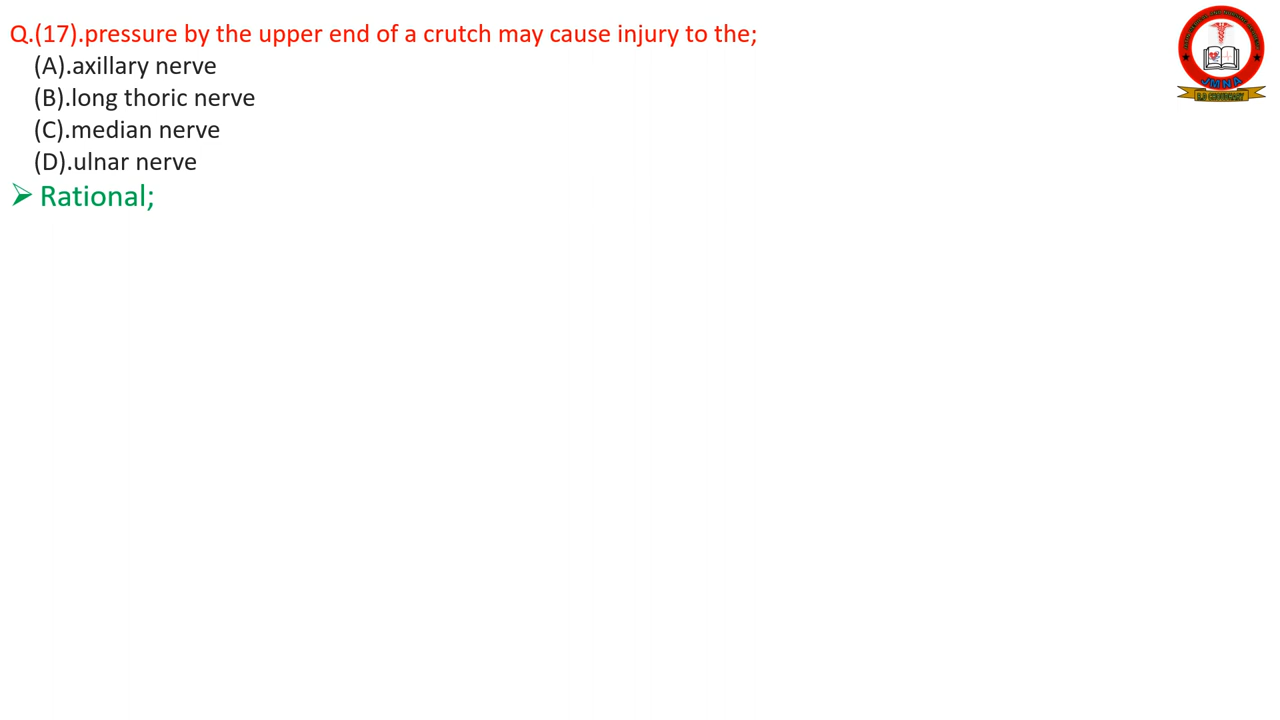 Q.(17).pressure by the upper end of a crutch may cause injury to the;
(A).axillary nerve
(B).long thoric nerve
(C).median nerve
(D).ulnar nerve
Rational;
JMNA